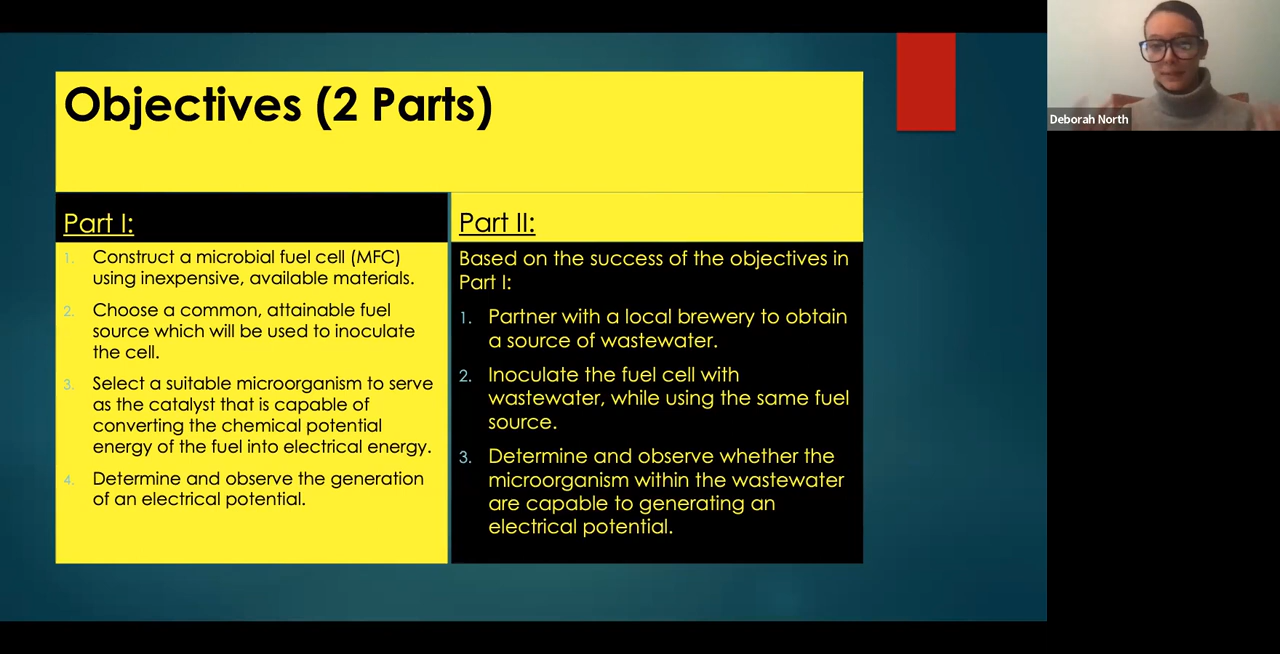 Objectives (2 Parts)
Part I:
1. Construct a microbial fuel cell (MFC)
using inexpensive, available materials.
2. Choose a common, attainable fuel
source which will be used to inoculate
the cell.
3. Select a suitable microorganism to serve
as the catalyst that is capable of
converting the chemical potential
energy of the fuel into electrical energy.
4. Determine and observe the generation
of an electrical potential.
Part II:
Based on the success of the objectives in
Part I:
1. Partner with a local brewery to obtain
a source of wastewater.
2. Inoculate the fuel cell with
wastewater, while using the same fuel
source.
3. Determine and observe whether the
microorganism within the wastewater
are capable to generating an
electrical potential.
Deborah North